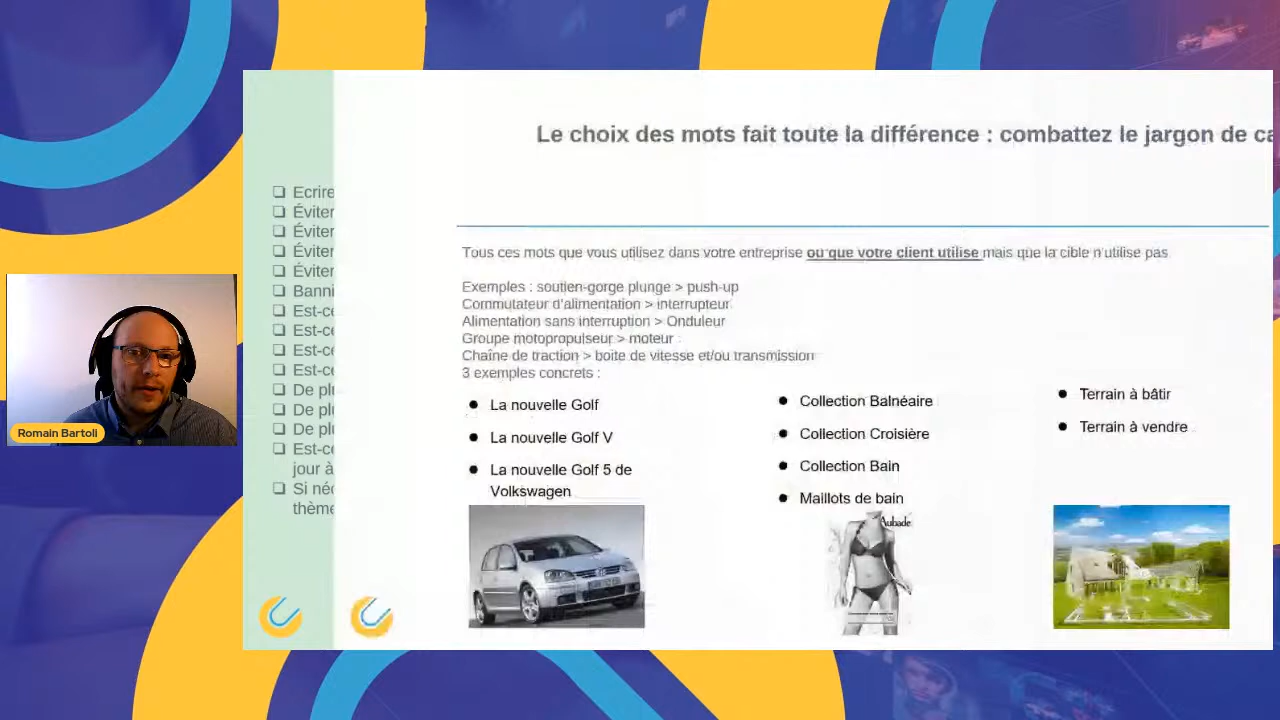 Le choix des mots fait toute la différence : combattez le jargon de
Tous ces mots que vous utilisez dans votre entreprise ou que votre client utilise mais que la cible n'utilise pas
Exemples : soutien-gorge plunge > push-up
Commutateur d'alimentation > interrupteur
Alimentation sans interruption > Onduleur
Groupe motopropulseur > moteur
Chaîne de traction > boite de vitesse et/ou transmission
3 exemples concrets :
La nouvelle Golf
La nouvelle Golf V
La nouvelle Golf 5 de
Volkswagen
Collection Balnéaire
Collection Croisière
Collection Bain
Maillots de bain
Aubade
Terrain à bâtir
Terrain à vendre
❑ Ecrire
❑ Éviter
❑ Éviter
❑ Éviter
❑ Éviter
❑ Banni
❑ Est-ce
❑ Est-ce
❑ Est-ce
❑ Est-ce
❑ De plu
❑ De plu
❑ De plu
❑ Est-ce
jour à
❑ Si néc
thème
Romain Bartoli